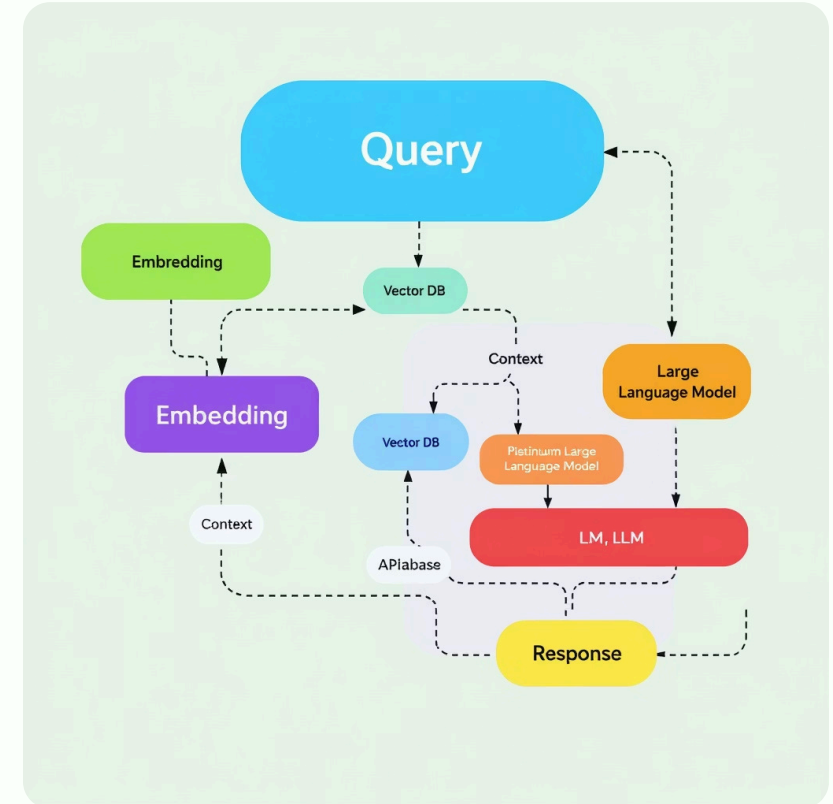 Query
Embredding
Vector DB
Context
Large
Language Model
Embedding
Vector DB
Platinum Large
Language Model
Context
LM, LLM
APIabase
Response